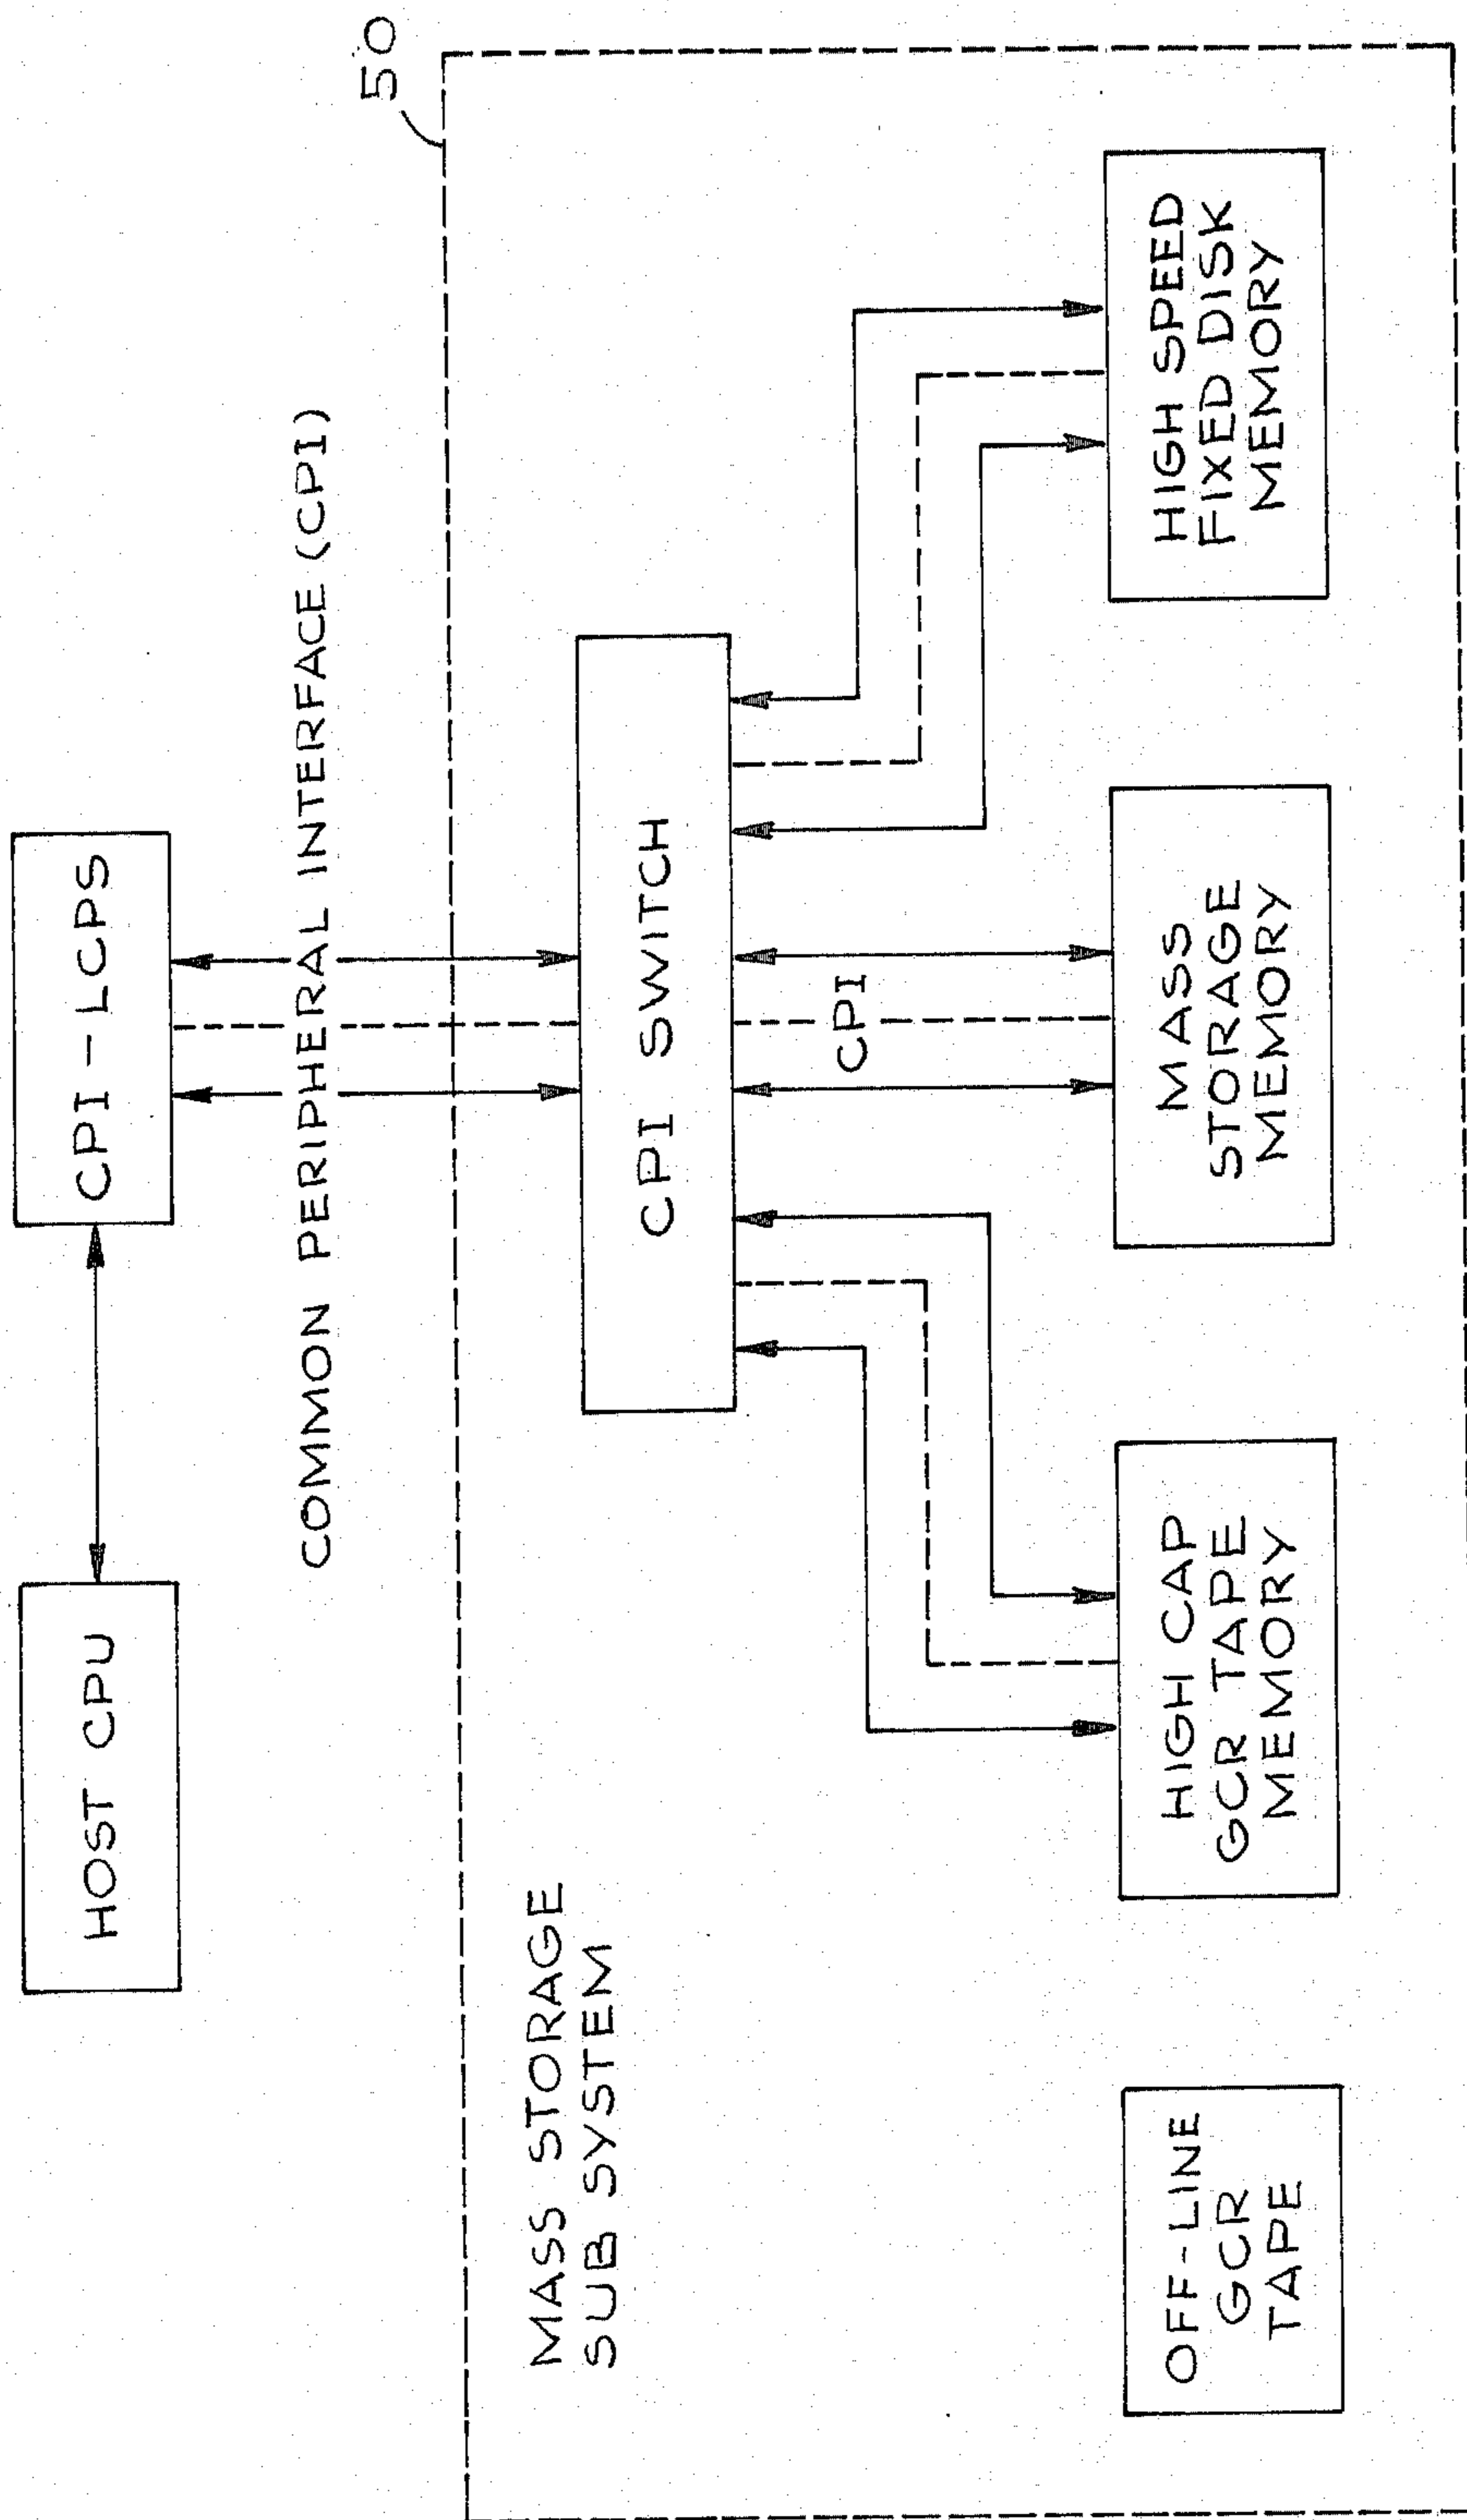 50
HOST CPU
CPI-LCPS
COMMON PERIPHERAL INTERFACE (CPI)
MASS STORAGE
SUB SYSTEM
CPI SWITCH
CPI
OFF-LINE
GCR
TAPE
HIGH CAP
GCR TAPE
MEMORY
MASS
STORAGE
MEMORY
HIGH SPEED
FIXED DISK
MEMORY